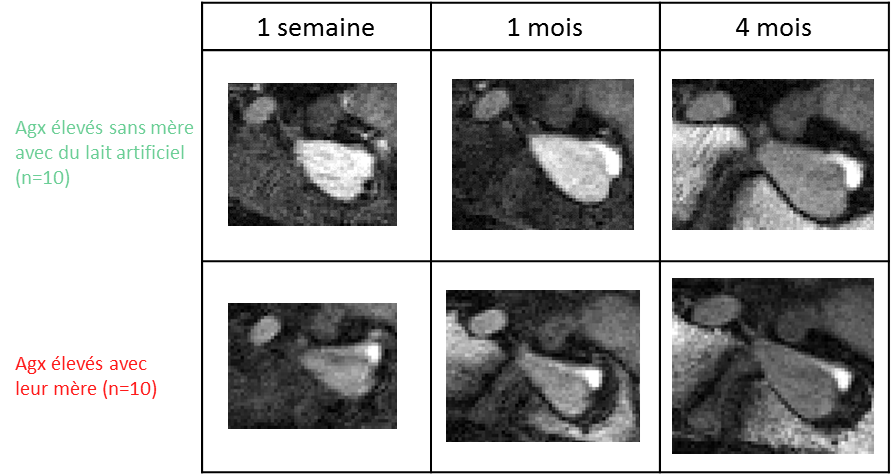 1 semaine
1 mois
4 mois
Agx élevés sans mère
avec du lait artificiel
(n=10)
Agx élevés avec
leur mère (n=10)